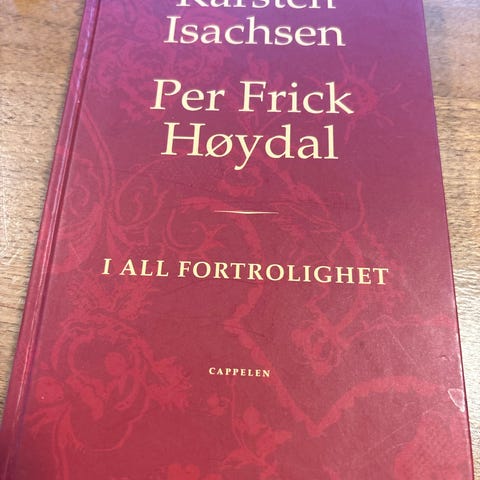 Karsten
Isachsen
Per Frick
Høydal
I ALL FORTROLIGHET
CAPPELEN